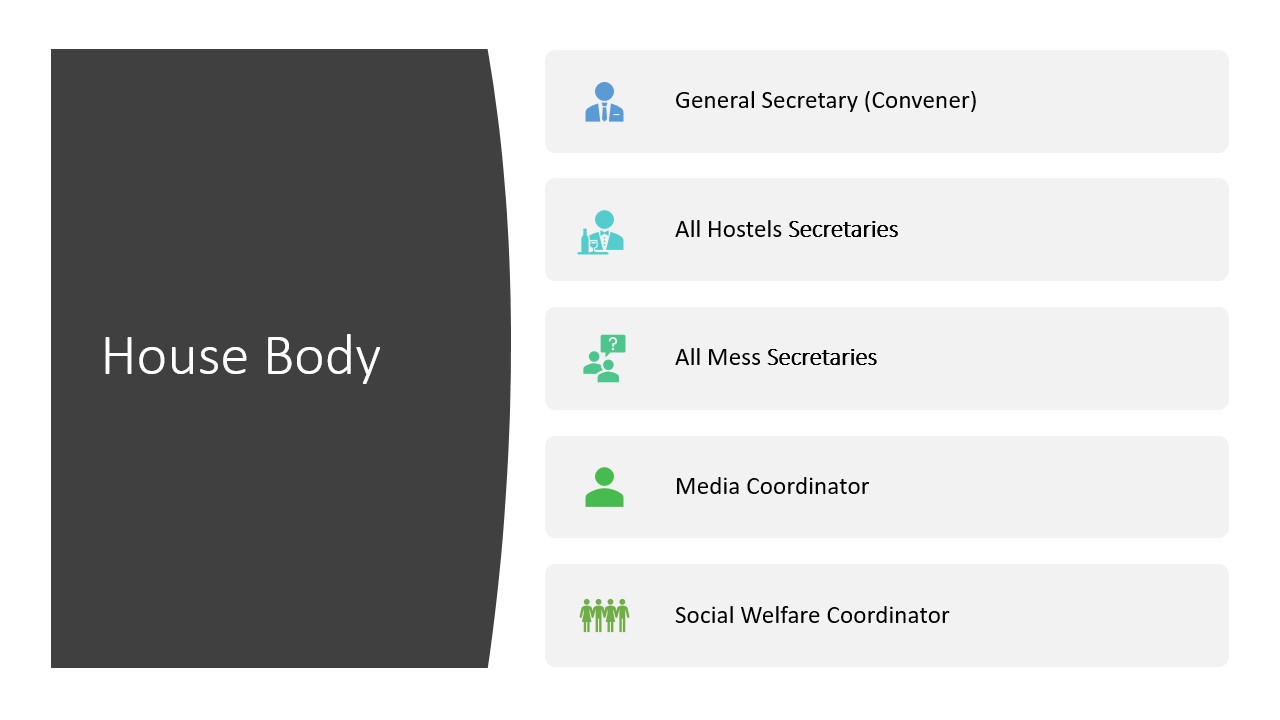 House Body
General Secretary (Convener)
All Hostels Secretaries
All Mess Secretaries
?
Media Coordinator
Social Welfare Coordinator